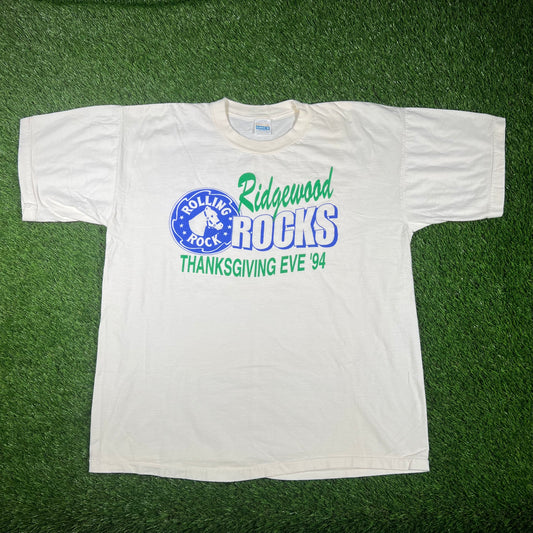 Ridgewood
ROLLING
ROCK
ROCKS
THANKSGIVING EVE '94